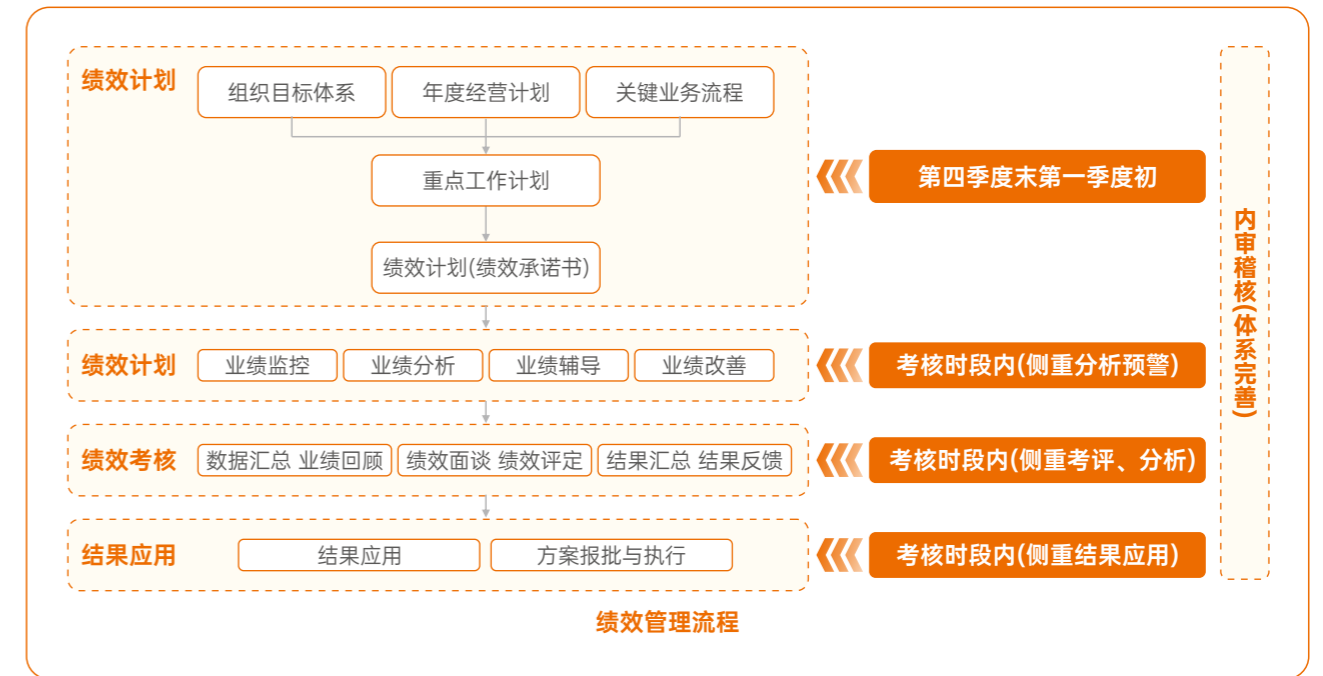 绩效计划
组织目标体系
年度经营计划
关键业务流程
重点工作计划
绩效计划(绩效承诺书)
第四季度末第一季度初
绩效计划
业绩监控
业绩分析
业绩辅导
业绩改善
考核时段内(侧重分析预警)
绩效考核
数据汇总 业绩回顾
绩效面谈 绩效评定
结果汇总 结果反馈
考核时段内(侧重考评、分析)
结果应用
结果应用
方案报批与执行
考核时段内(侧重结果应用)
内审稽核(体系完善)
绩效管理流程